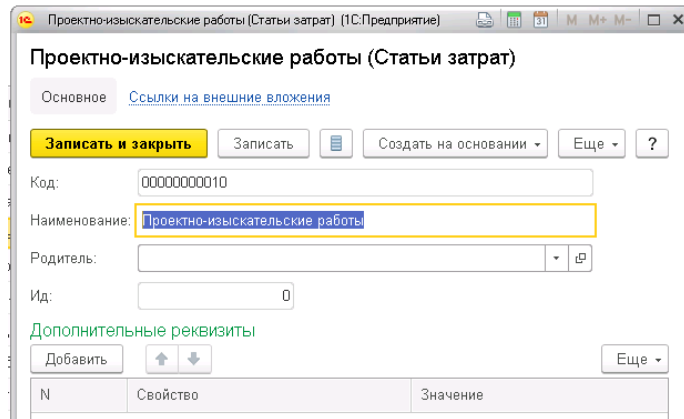 Проектно-изыскательские работы (Статьи затрат) (1С:Предприятие) 31 M M+ M-
Проектно-изыскательские работы (Статьи затрат)
Основное Ссылки на внешние вложения
Записать и закрыть Записать Создать на основании Еще ?
Код: 00000000010
Наименование: Проектно-изыскательские работы
Родитель:
Ид: 0
Дополнительные реквизиты
Добавить Еще
N Свойство Значение